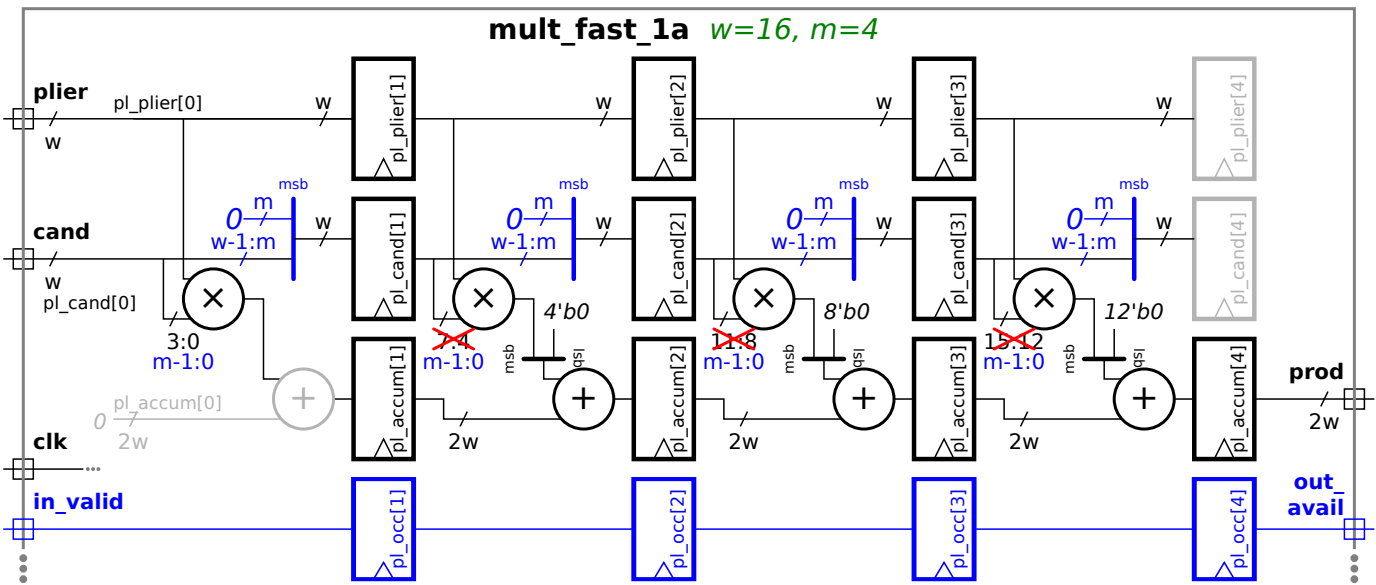 mult_fast_1a w=16, m=4
plier
w
pl_plier[0]
w
pl_plier[1]
w
pl_plier[2]
w
pl_plier[3]
w
pl_plier[4]
cand
w
pl_cand[0]
msb
0 m
w-1:m
w
pl_cand[1]
msb
0 m
w-1:m
w
pl_cand[2]
msb
0 m
w-1:m
w
pl_cand[3]
msb
0 m
w-1:m
w
pl_cand[4]
×
3:0
m-1:0
×
7:4
m-1:0
msb
4'b0
lsb
×
11:8
m-1:0
msb
8'b0
lsb
×
15:12
m-1:0
msb
12'b0
lsb
pl_accum[0]
0
2w
+
pl_accum[1]
2w
+
pl_accum[2]
2w
+
pl_accum[3]
2w
+
pl_accum[4]
prod
2w
clk
in_valid
pl_occ[1]
pl_occ[2]
pl_occ[3]
pl_occ[4]
out_
avail